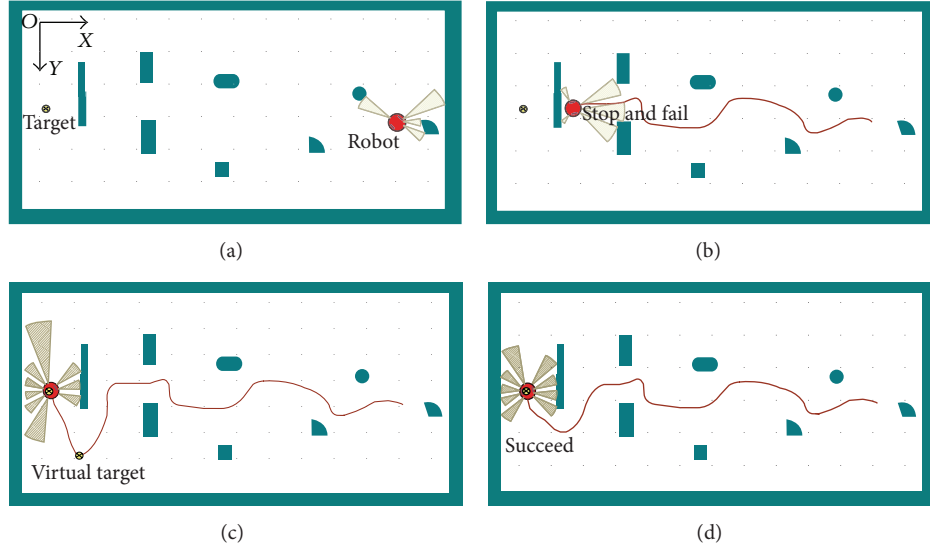 O
X
Y
Target
Robot
Stop and fail
(a)
(b)
Virtual target
Succeed
(c)
(d)